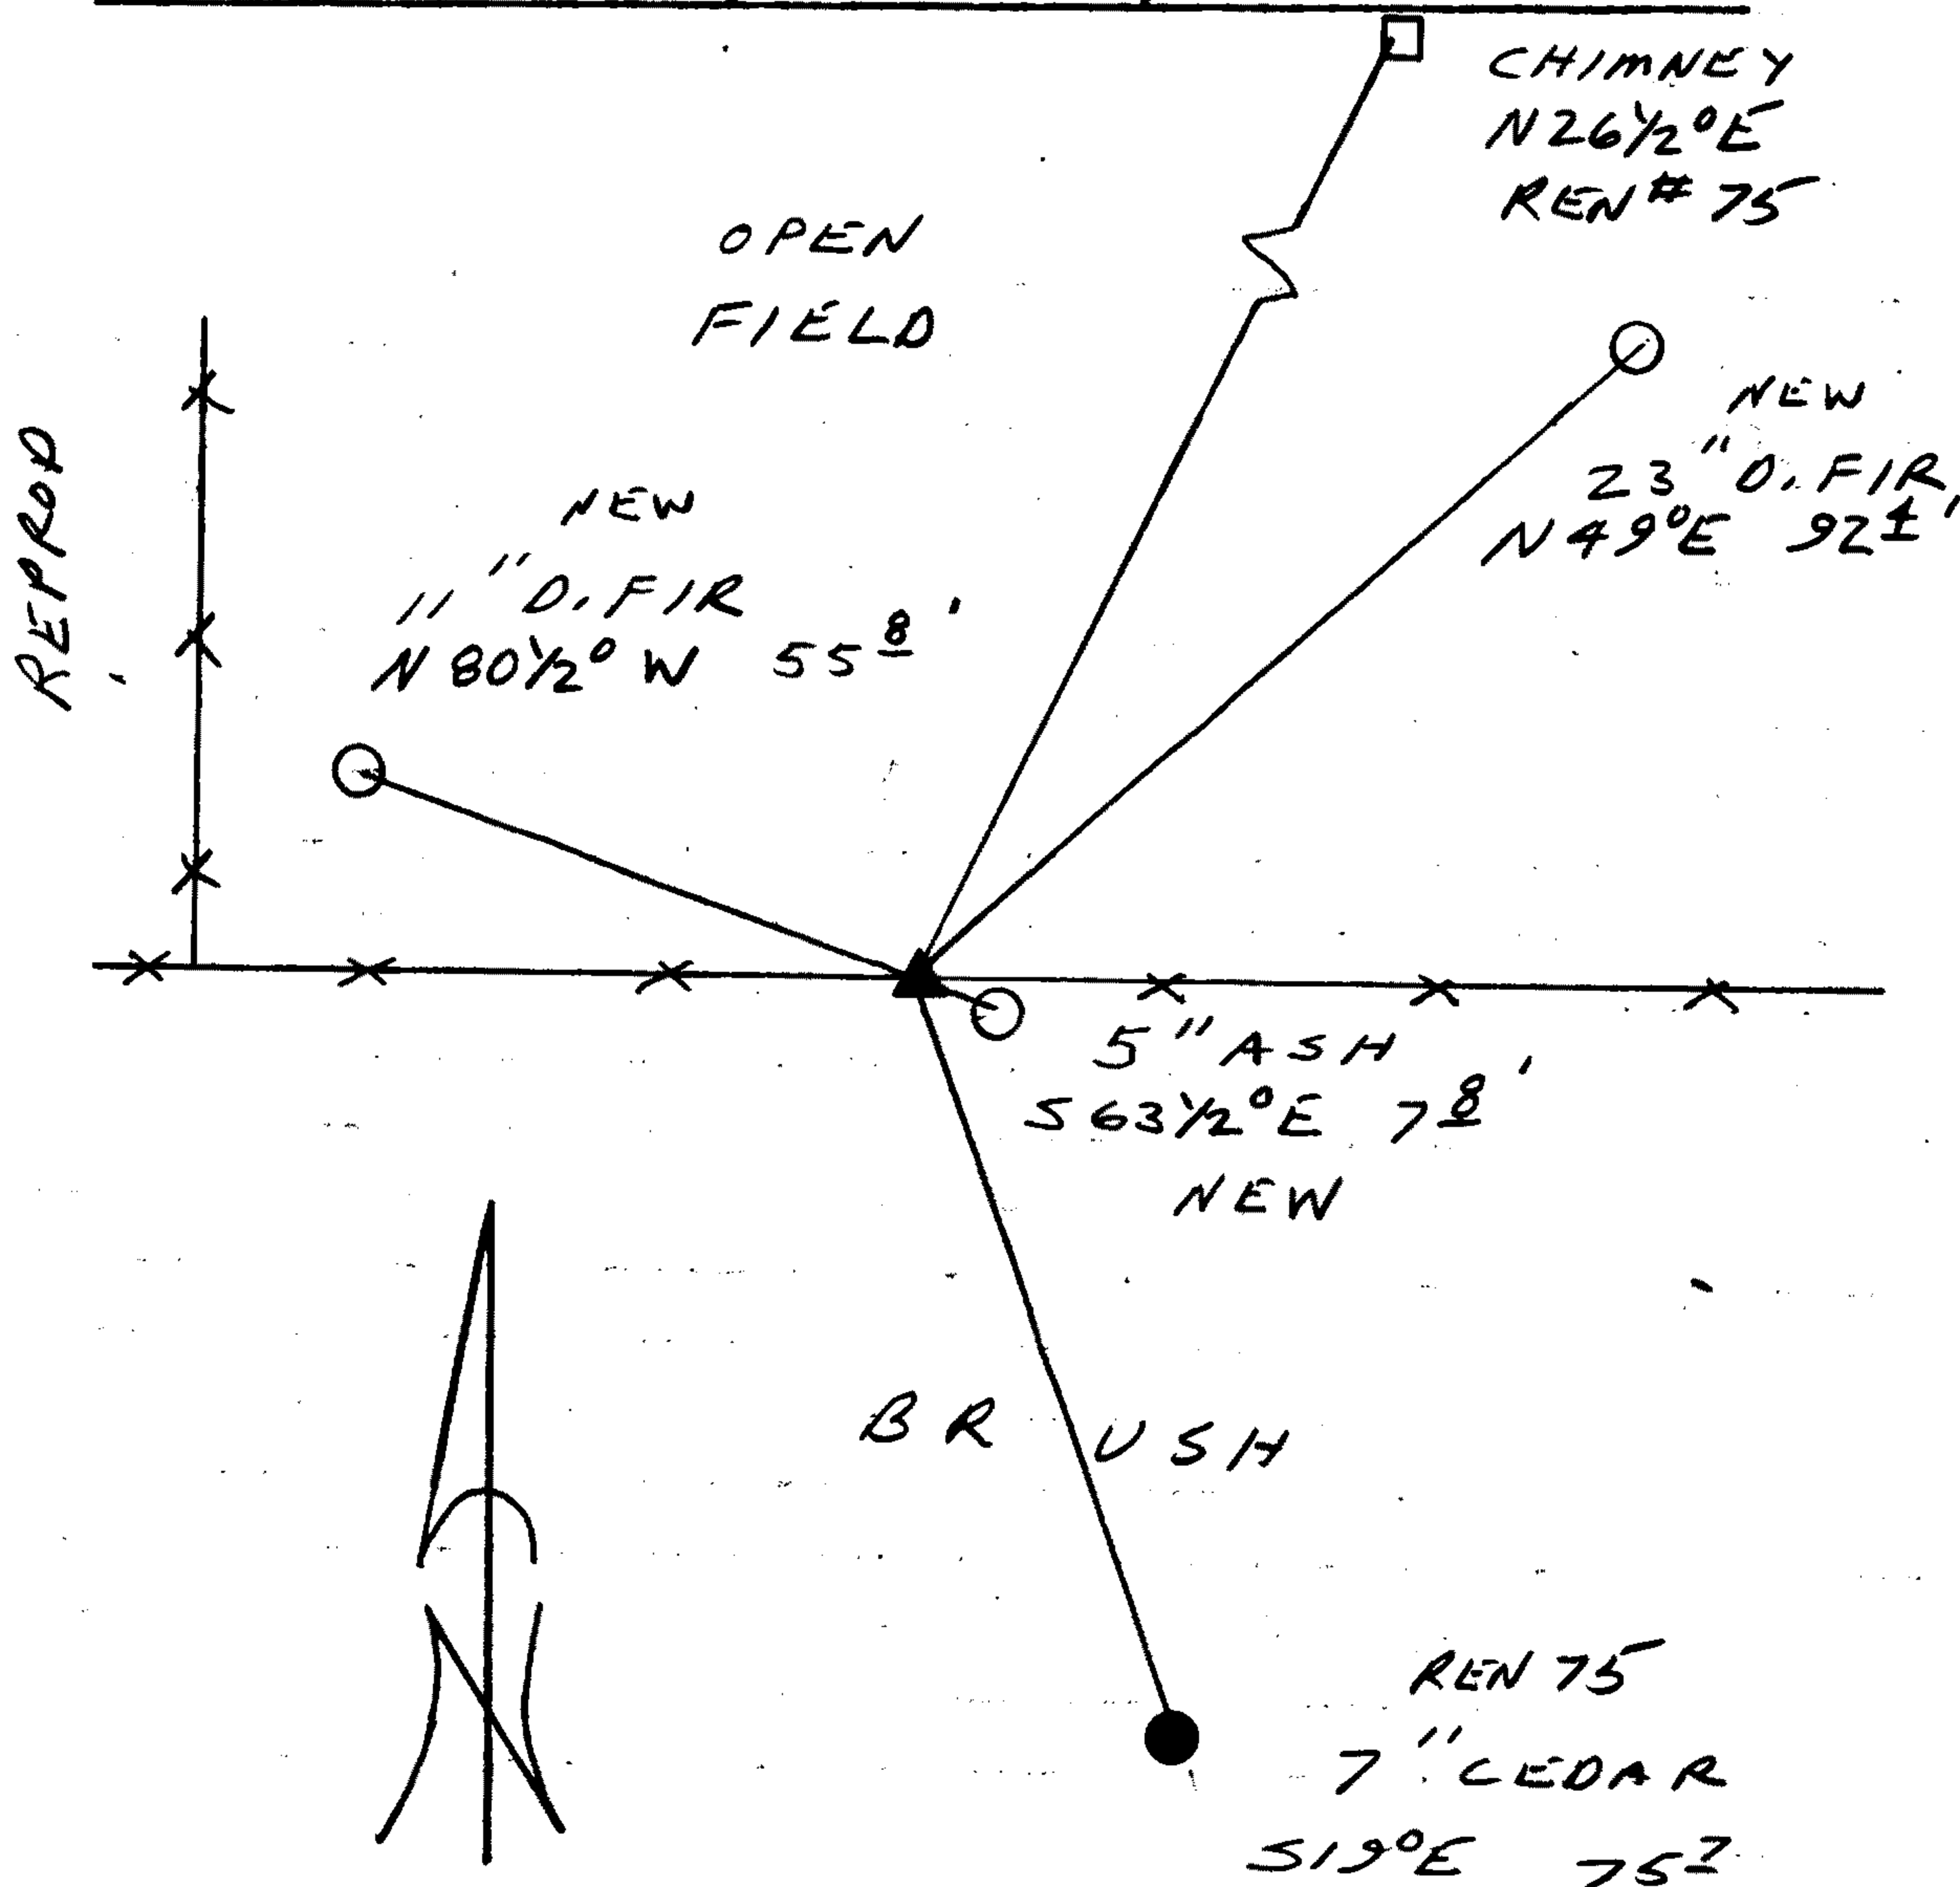 CHIMNEY
N26½°E
REN # 75
OPEN
FIELD
REPROD
NEW
23" D. FIR
N49°E 92 1'
NEW
11" D. FIR
N80½°W 55 8'
5" ASH
S63½°E 7 8'
NEW
BRUSH
REN 75
7" CEDAR
S19°E 75 7
N